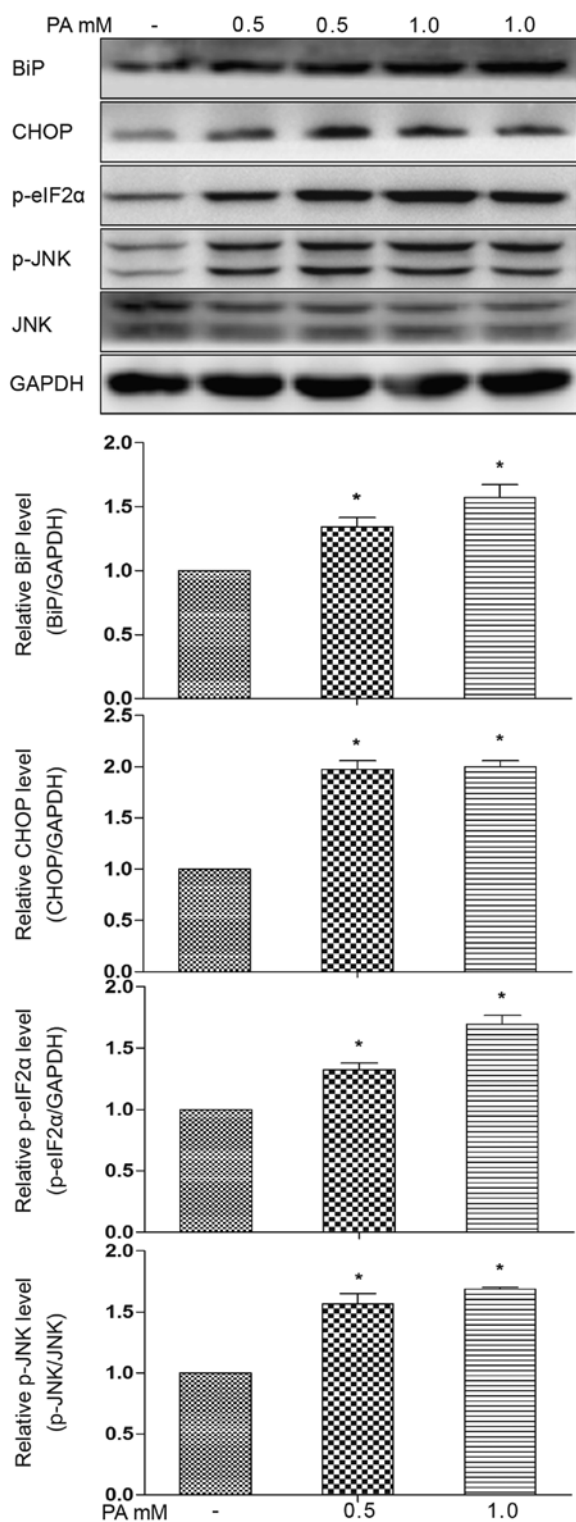 PA mM - 0.5 0.5 1.0 1.0
BiP
CHOP
p-eIF2α
p-JNK
JNK
GAPDH
Relative BiP level
(BiP/GAPDH)
2.0
1.5
1.0
0.5
0.0
* *
Relative CHOP level
(CHOP/GAPDH)
2.5
2.0
1.5
1.0
0.5
0.0
* *
Relative p-eIF2α level
(p-eIF2α/GAPDH)
2.0
1.5
1.0
0.5
0.0
* *
Relative p-JNK level
(p-JNK/JNK)
2.0
1.5
1.0
0.5
0.0
* *
PA mM - 0.5 1.0